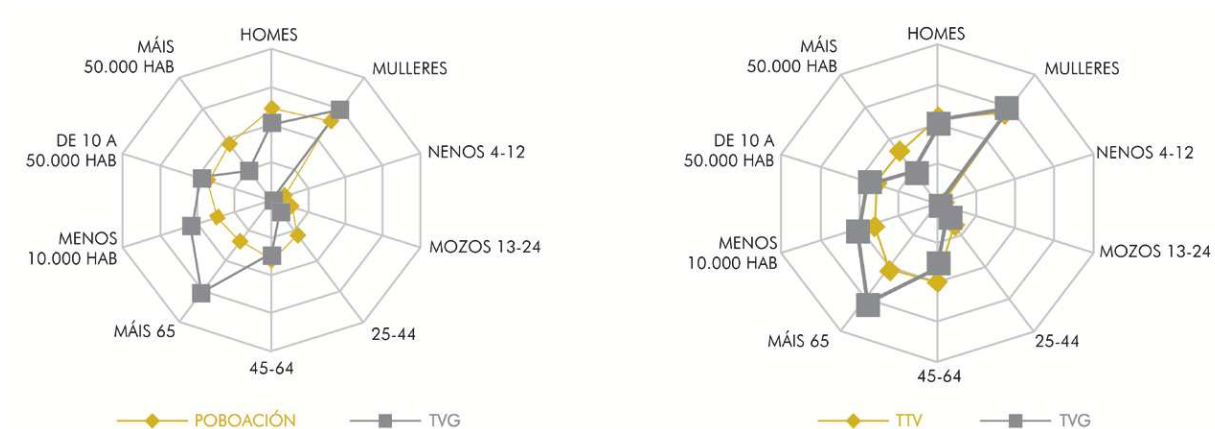 HOMES
MULLERES
NENOS 4-12
MOZOS 13-24
25-44
45-64
MÁIS 65
MENOS
10.000 HAB
DE 10 A
50.000 HAB
MÁIS
50.000 HAB
POBOACIÓN
TVG
HOMES
MULLERES
NENOS 4-12
MOZOS 13-24
25-44
45-64
MÁIS 65
MENOS
10.000 HAB
DE 10 A
50.000 HAB
MÁIS
50.000 HAB
TTV
TVG